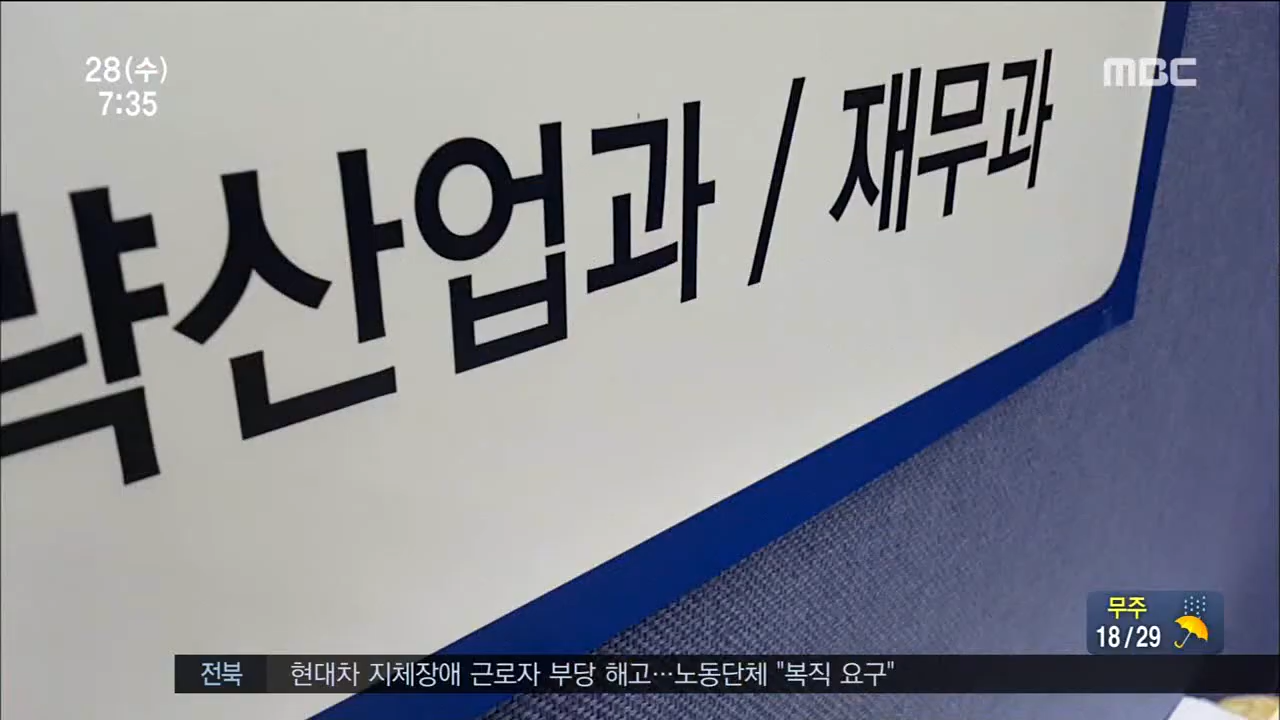 28(수)
7:35
MBC
략산업과 / 재무과
무주
18/29
전북 현대차 지체장애 근로자 부당 해고…노동단체 "복직 요구"